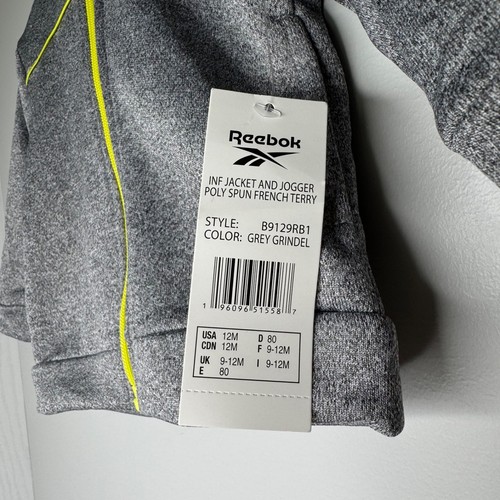 Reebok
INF JACKET AND JOGGER
POLY SPUN FRENCH TERRY
STYLE: B9129RB1
COLOR: GREY GRINDEL
1 96096 51558 7
USA 12M D 80
CDN 12M F 9-12M
UK 9-12M I 9-12M
E 80